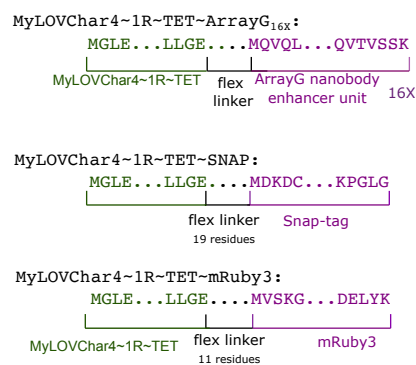 MyLOVChar4~1R~TET~ArrayG16X:
MGLE...LLGE....MQVQL...QVTVSSK
MyLOVChar4~1R~TET flex linker ArrayG nanobody enhancer unit 16X
MyLOVChar4~1R~TET~SNAP:
MGLE...LLGE....MDKDC...KPGLG
flex linker Snap-tag
19 residues
MyLOVChar4~1R~TET~mRuby3:
MGLE...LLGE....MVSKG...DELYK
MyLOVChar4~1R~TET flex linker mRuby3
11 residues